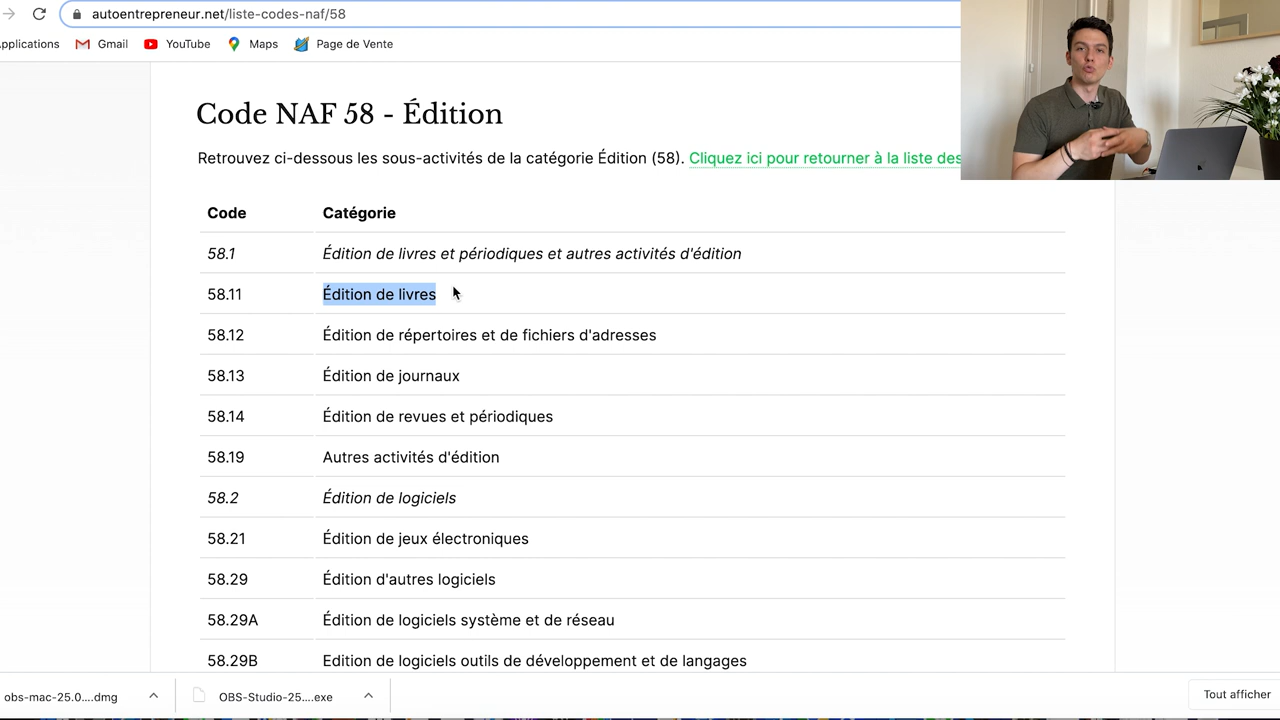 autoentrepreneur.net/liste-codes-naf/58
pplications Gmail YouTube Maps Page de Vente
Code NAF 58 - Édition
Retrouvez ci-dessous les sous-activités de la catégorie Édition (58). Cliquez ici pour retourner à la liste des
Code Catégorie
58.1 Édition de livres et périodiques et autres activités d'édition
58.11 Édition de livres
58.12 Édition de répertoires et de fichiers d'adresses
58.13 Édition de journaux
58.14 Édition de revues et périodiques
58.19 Autres activités d'édition
58.2 Édition de logiciels
58.21 Édition de jeux électroniques
58.29 Édition d'autres logiciels
58.29A Édition de logiciels système et de réseau
58.29B Edition de logiciels outils de développement et de langages
obs-mac-25.0....dmg OBS-Studio-25....exe Tout afficher